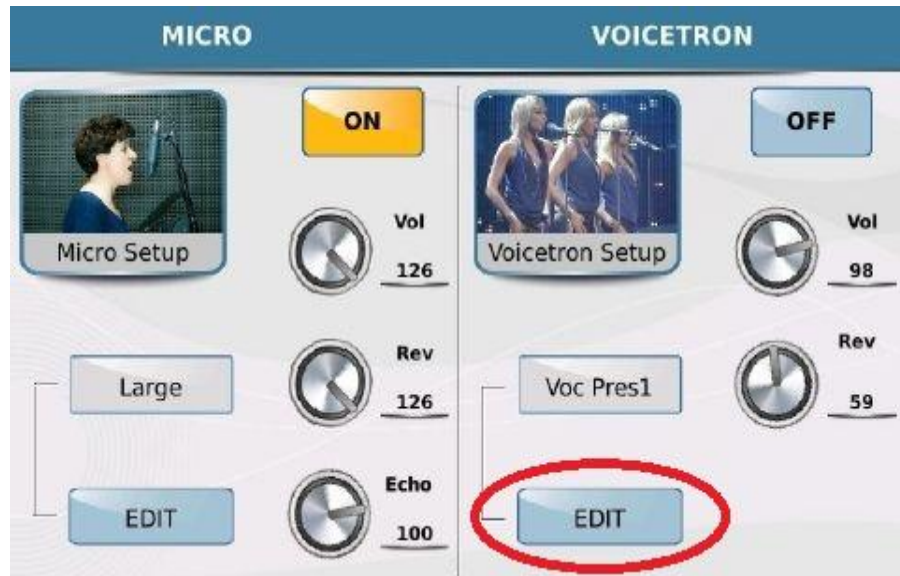 MICRO
VOICETRON
ON
OFF
Micro Setup
Vol
126
Voicetron Setup
Vol
98
Large
Rev
126
Voc Pres1
Rev
59
EDIT
Echo
100
EDIT